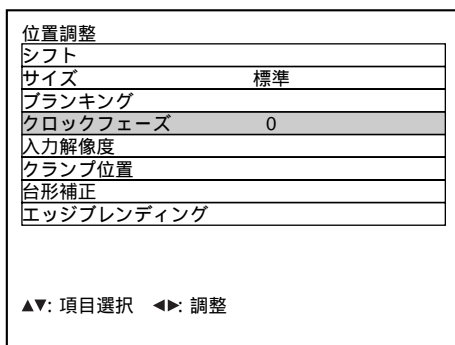 位置調整
シフト
サイズ 標準
ブランキング
クロックフェーズ 0
入力解像度
クランプ位置
台形補正
エッジブレンディング
▲▼: 項目選択 ◀▶: 調整